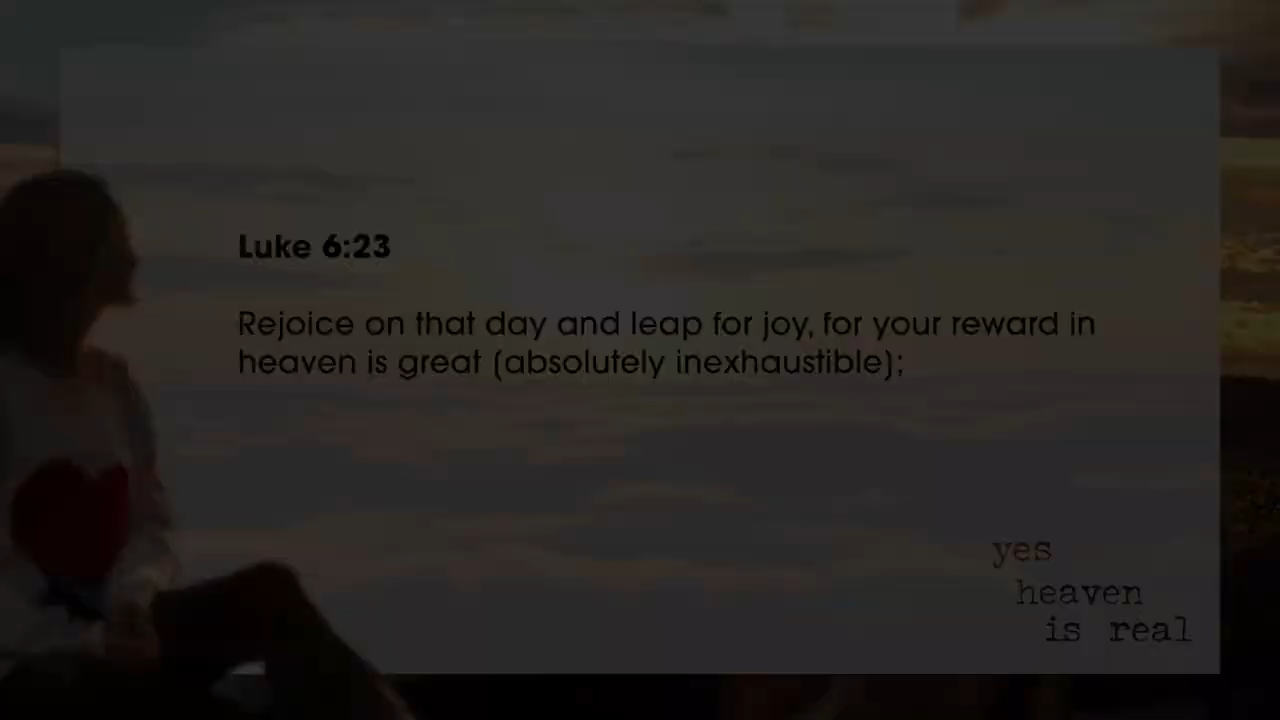 Luke 6:23
Rejoice on that day and leap for joy, for your reward in
heaven is great (absolutely inexhaustible);
yes
heaven
is real